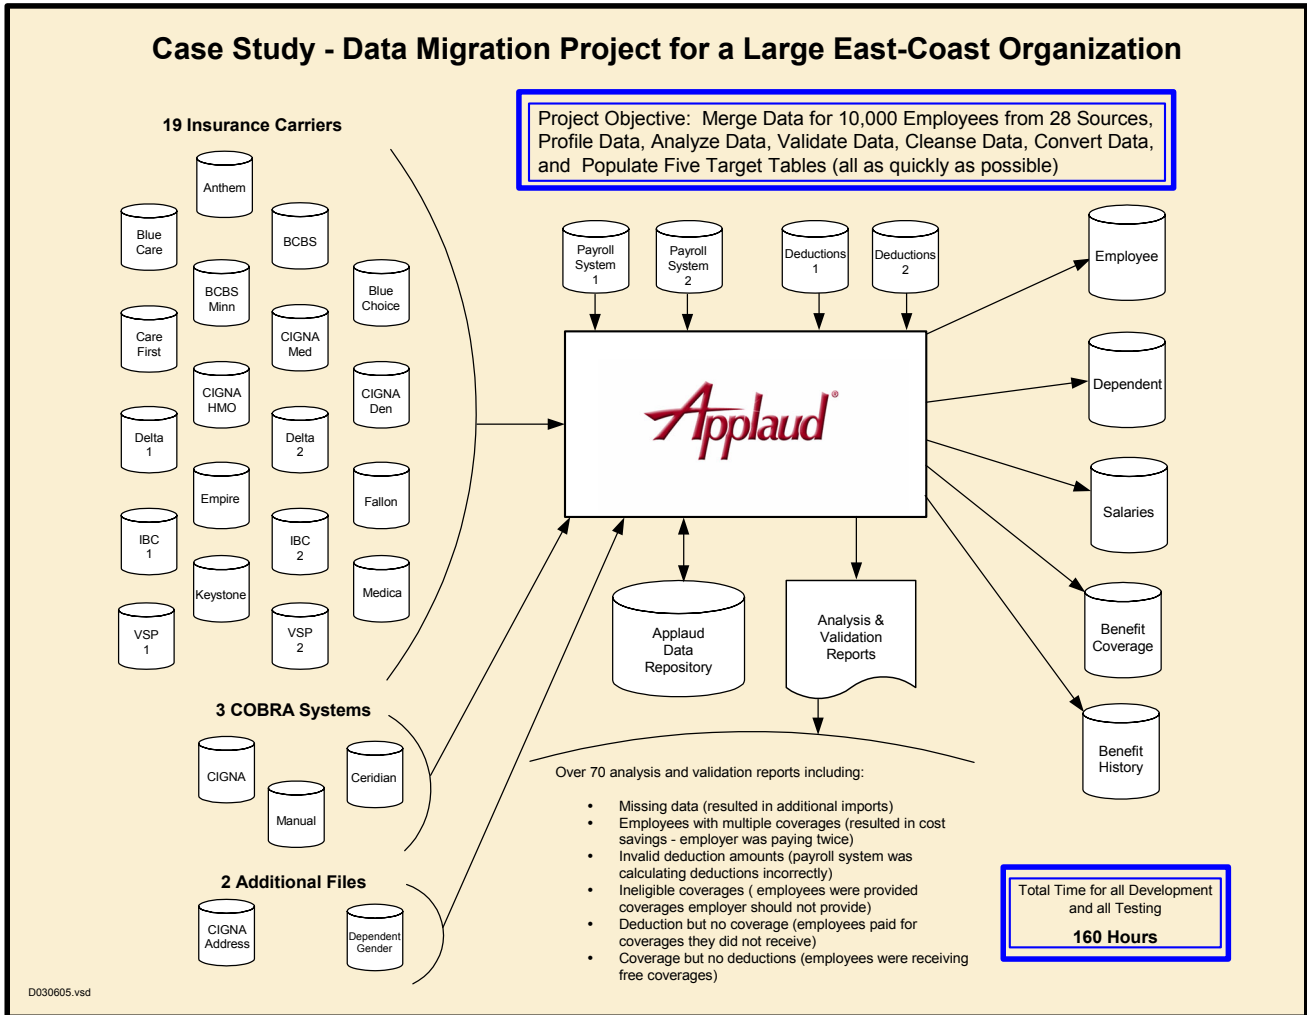 Case Study - Data Migration Project for a Large East-Coast Organization
19 Insurance Carriers
Anthem
Blue
Care
BCBS
BCBS
Minn
Blue
Choice
Care
First
CIGNA
Med
CIGNA
HMO
CIGNA
Den
Delta
1
Delta
2
Empire
Fallon
IBC
1
IBC
2
Keystone
Medica
VSP
1
VSP
2
3 COBRA Systems
CIGNA
Ceridian
Manual
2 Additional Files
CIGNA
Address
Dependent
Gender
Project Objective: Merge Data for 10,000 Employees from 28 Sources,
Profile Data, Analyze Data, Validate Data, Cleanse Data, Convert Data,
and Populate Five Target Tables (all as quickly as possible)
Payroll
System
1
Payroll
System
2
Deductions
1
Deductions
2
Applaud®
Applaud
Data
Repository
Analysis &
Validation
Reports
Over 70 analysis and validation reports including:
• Missing data (resulted in additional imports)
• Employees with multiple coverages (resulted in cost
savings - employer was paying twice)
• Invalid deduction amounts (payroll system was
calculating deductions incorrectly)
• Ineligible coverages ( employees were provided
coverages employer should not provide)
• Deduction but no coverage (employees paid for
coverages they did not receive)
• Coverage but no deductions (employees were receiving
free coverages)
Employee
Dependent
Salaries
Benefit
Coverage
Benefit
History
Total Time for all Development
and all Testing
160 Hours
D030605.vsd